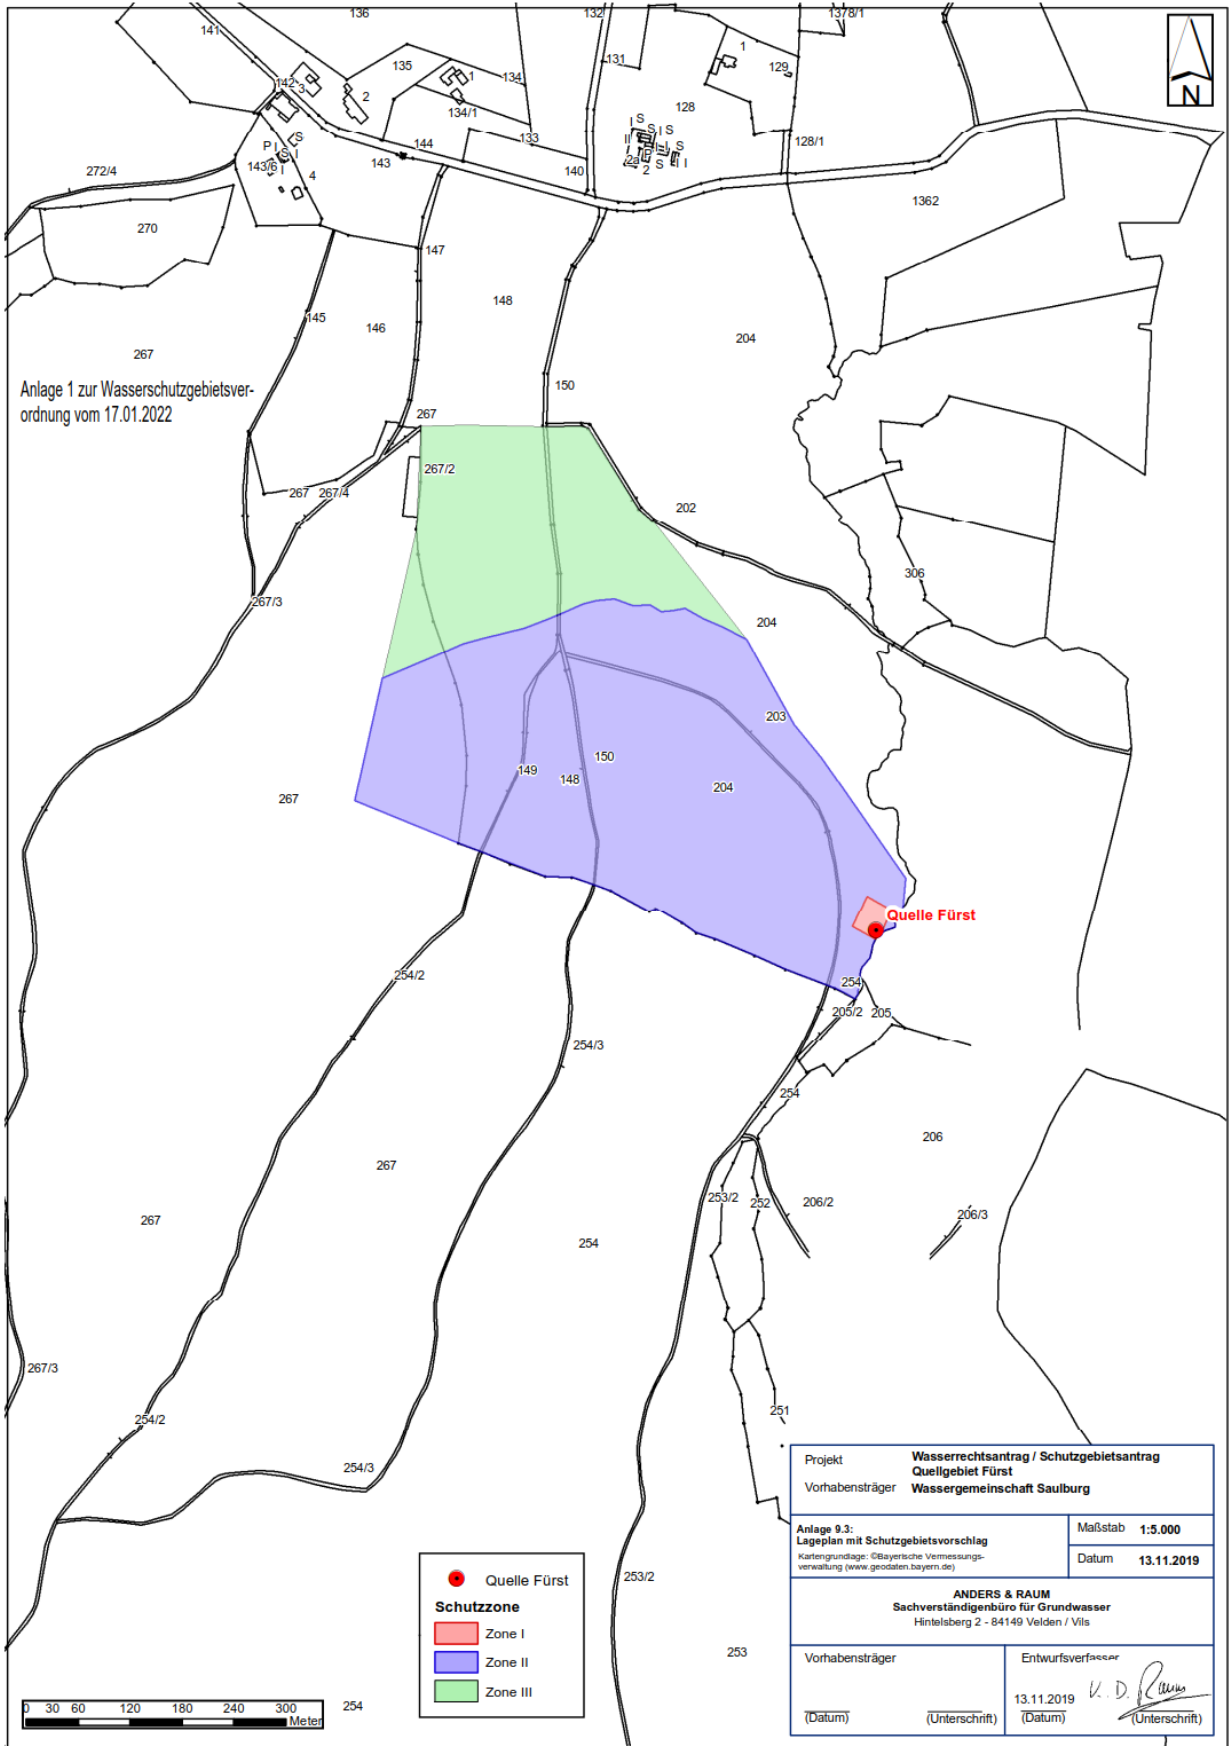 136
132
1378/1
141
131
1
129
135
134
1
142
3
2
134/1
128
N
S
I
S
I
S
II
I
I
S
P
2a
S
I
2
133
128/1
144
143
140
S
P
I
S
I
143/6
I
4
272/4
270
1362
147
148
145
146
204
267
150
Anlage 1 zur Wasserschutzgebietsver-
ordnung vom 17.01.2022
267
267/2
267
267/4
202
306
267/3
204
203
150
149
148
204
267
Quelle Fürst
254/2
254
205/2
205
254/3
254
206
267
253/2
252
206/2
206/3
267
254
267/3
251
254/2
254/3
253/2
253
254
Quelle Fürst
Schutzzone
Zone I
Zone II
Zone III
0 30 60 120 180 240 300
Meter
Projekt Wasserrechtsantrag / Schutzgebietsantrag
Quellgebiet Fürst
Vorhabensträger Wassergemeinschaft Saulburg
Anlage 9.3:
Lageplan mit Schutzgebietsvorschlag
Kartengrundlage: ©Bayerische Vermessungs-
verwaltung (www.geodaten.bayern.de)
Maßstab 1:5.000
Datum 13.11.2019
ANDERS & RAUM
Sachverständigenbüro für Grundwasser
Hintelsberg 2 - 84149 Velden / Vils
Vorhabensträger
Entwurfsverfasser
13.11.2019 K. D. Raum
(Datum) (Unterschrift)
(Datum) (Unterschrift)